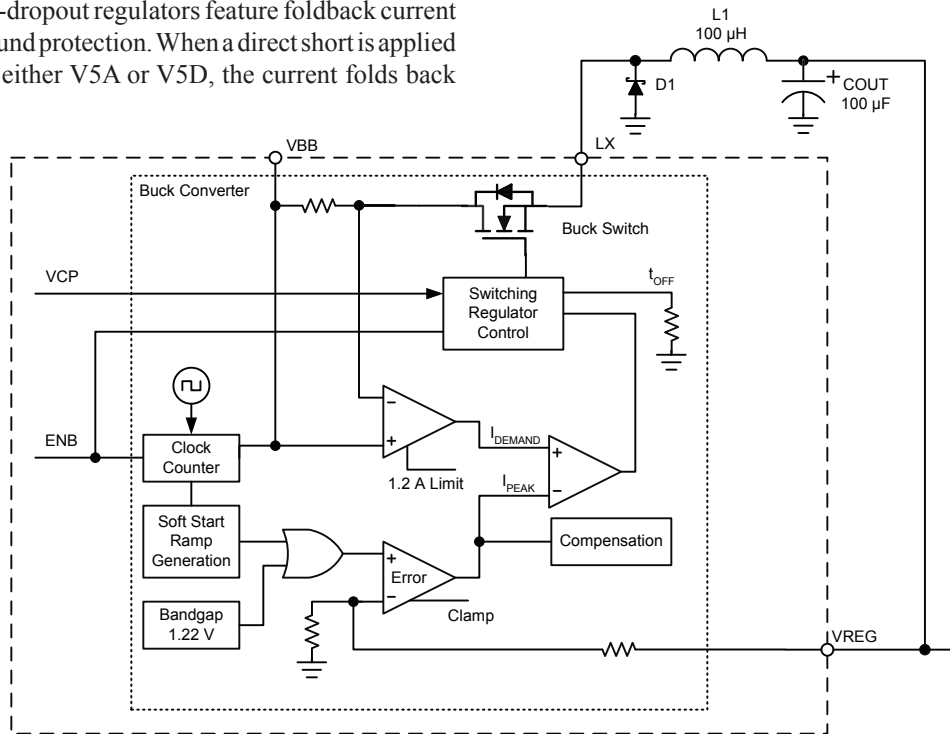 -dropout regulators feature foldback current
und protection. When a direct short is applied
either V5A or V5D, the current folds back
L1
100 µH
D1
+
COUT
100 µF
VBB
LX
Buck Converter
Buck Switch
VCP
tOFF
Switching
Regulator
Control
ENB
Clock
Counter
−
+
1.2 A Limit
IDEMAND
IPEAK
+
−
Soft Start
Ramp
Generation
Compensation
+
Error
−
Clamp
Bandgap
1.22 V
VREG